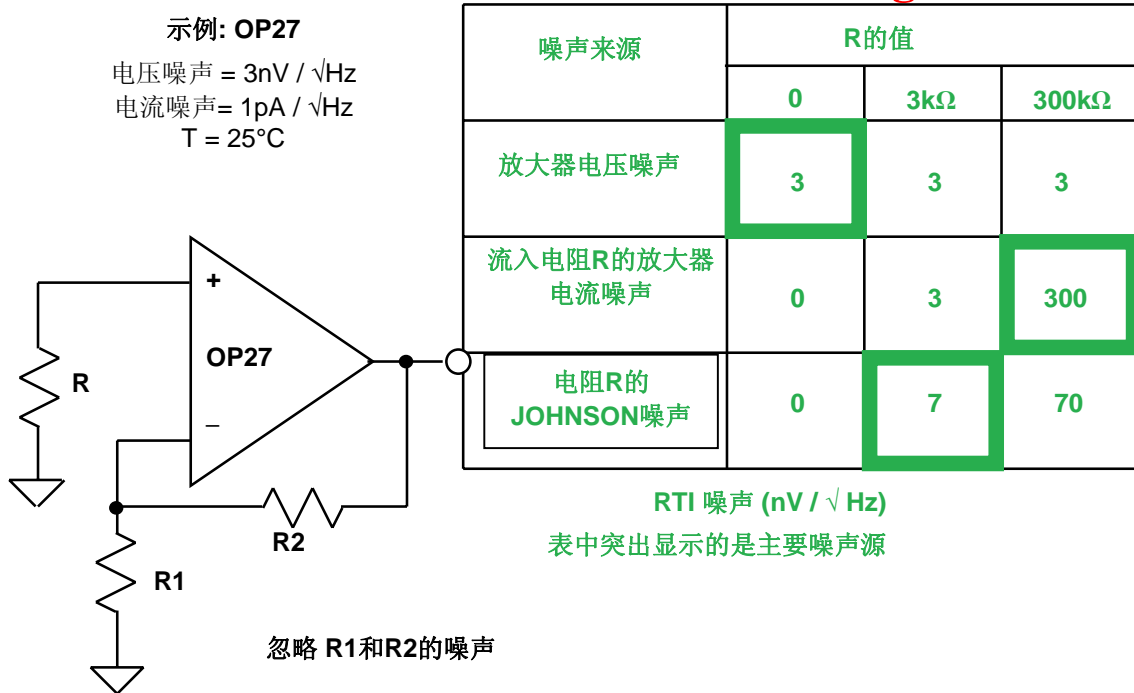 示例: OP27
电压噪声 = 3nV / √Hz
电流噪声= 1pA / √Hz
T = 25°C
噪声来源
R的值
0
3kΩ
300kΩ
放大器电压噪声
3
3
3
流入电阻R的放大器
电流噪声
0
3
300
电阻R的
JOHNSON噪声
0
7
70
RTI 噪声 (nV / √ Hz)
表中突出显示的是主要噪声源
+
OP27
–
R
R2
R1
忽略 R1和R2的噪声